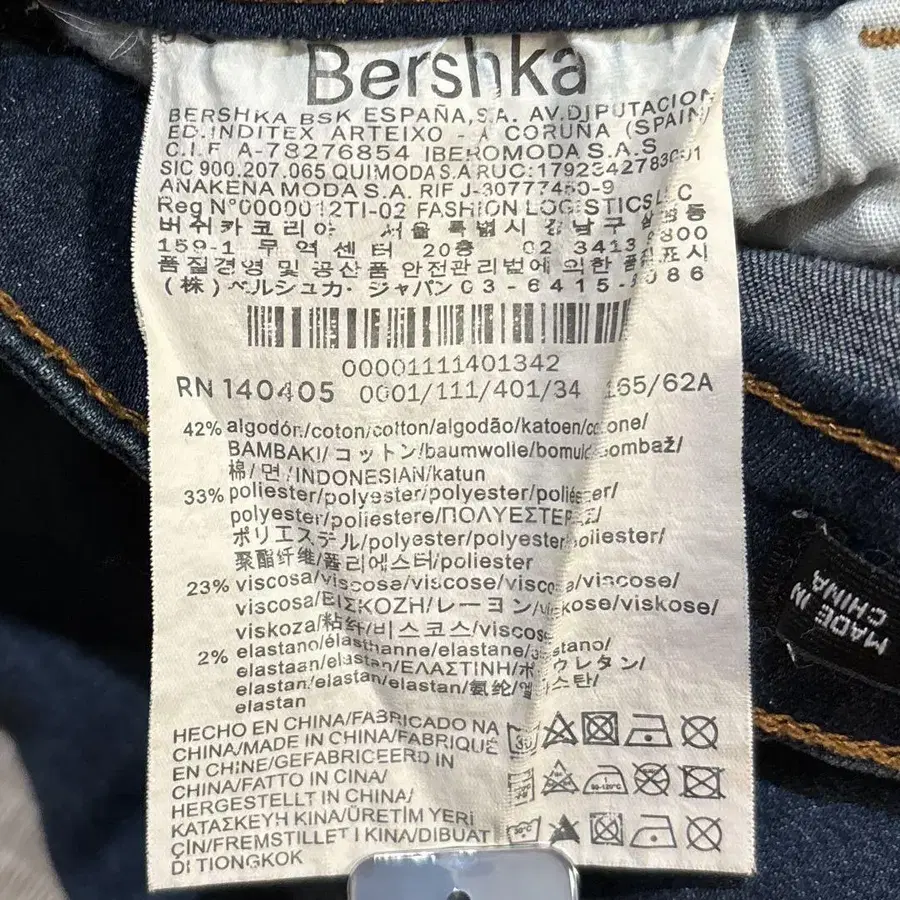 Bershka
BERSHKA BSK ESPAÑA,S.A. AV.DIPUTACION
ED.INDITEX ARTEIXO - A CORUÑA (SPAIN)
C.I.F A-78276854 IBEROMODA S.A.S
SIC 900.207.065 QUIMODA S.A RUC:
ANAKENA MODA S.A. RIF
Reg N°0000012TI-02 FASHION LOGISTICS
버쉬카코리아 서울특별시 강남구
159-1 무역센터 20층 02 3413
품질경영 및 공산품 안전관리법에 의한 품질표시
(株)ベルシュカ・ジャパン 03-6415-
00001111401342
RN 140405 0001/111/401/34 165/62A
42% algodón/coton/cotton/algodão/katoen/cotone/
BAMBAKI/コットン/baumwolle/bomuld/bombaž/
棉/면/INDONESIAN/katun
33% poliester/polyester/polyester/poliéster/
polyester/poliestere/ΠΟΛΥΕΣΤΕΡ
ポリエステル/polyester/polyester/poliester/
聚酯纤维/폴리에스터/poliester
23% viscosa/viscose/viscose/viscosa/viscose/
viscosa/ΒΙΣΚΟΖΗ/レーヨン/viskose/viskose/
viskoza/粘纤/비스코스/viscose
2% elastano/élasthanne/elastane/elastano/
elastaan/elastan/ΕΛΑΣΤΙΝΗ/ポリウレタン/
elastan/elastan/elastan/氨纶/엘라스탄/
elastan
HECHO EN CHINA/FABRICADO NA
CHINA/MADE IN CHINA/FABRIQUÉ
EN CHINE/GEFABRICEERD IN
CHINA/FATTO IN CINA/
HERGESTELLT IN CHINA/
ΚΑΤΑΣΚΕΥΗ ΚΙΝΑ/ÜRETİM YERİ
ÇİN/FREMSTILLET I KINA/DIBUAT
DI TIONGKOK
MADE IN
CHINA